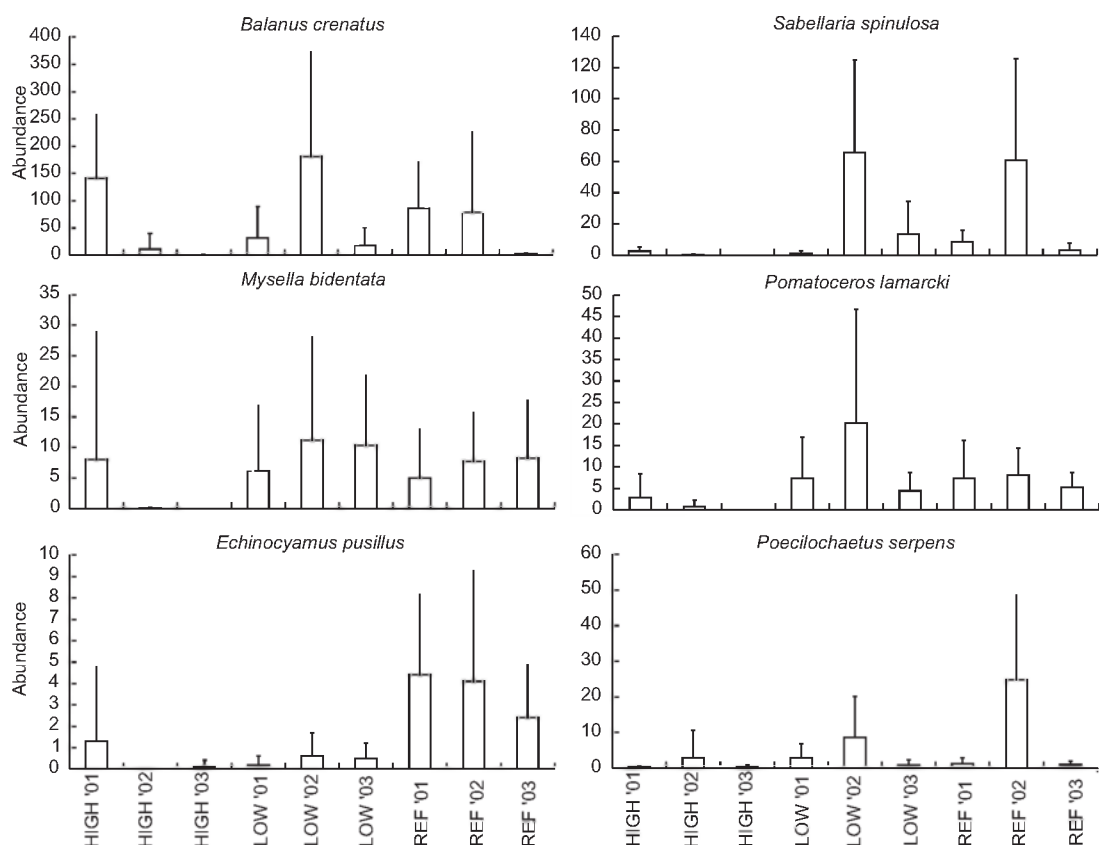 Balanus crenatus
Abundance
400
350
300
250
200
150
100
50
0
Sabellaria spinulosa
140
120
100
80
60
40
20
0
Mysella bidentata
Abundance
35
30
25
20
15
10
5
0
Pomatoceros lamarcki
50
45
40
35
30
25
20
15
10
5
0
Echinocyamus pusillus
Abundance
10
9
8
7
6
5
4
3
2
1
0
HIGH '01
HIGH '02
HIGH '03
LOW '01
LOW '02
LOW '03
REF '01
REF '02
REF '03
Poecilochaetus serpens
60
50
40
30
20
10
0
HIGH '01
HIGH '02
HIGH '03
LOW '01
LOW '02
LOW '03
REF '01
REF '02
REF '03